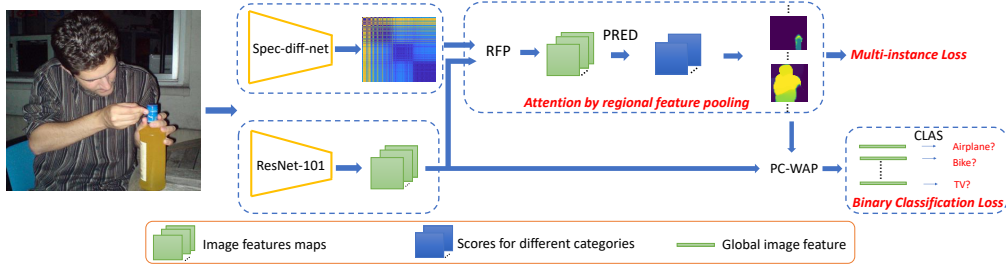 Spec-diff-net
RFP
PRED
Multi-instance Loss
Attention by regional feature pooling
ResNet-101
PC-WAP
CLAS
Airplane?
Bike?
TV?
Binary Classification Loss
Image features maps
Scores for different categories
Global image feature